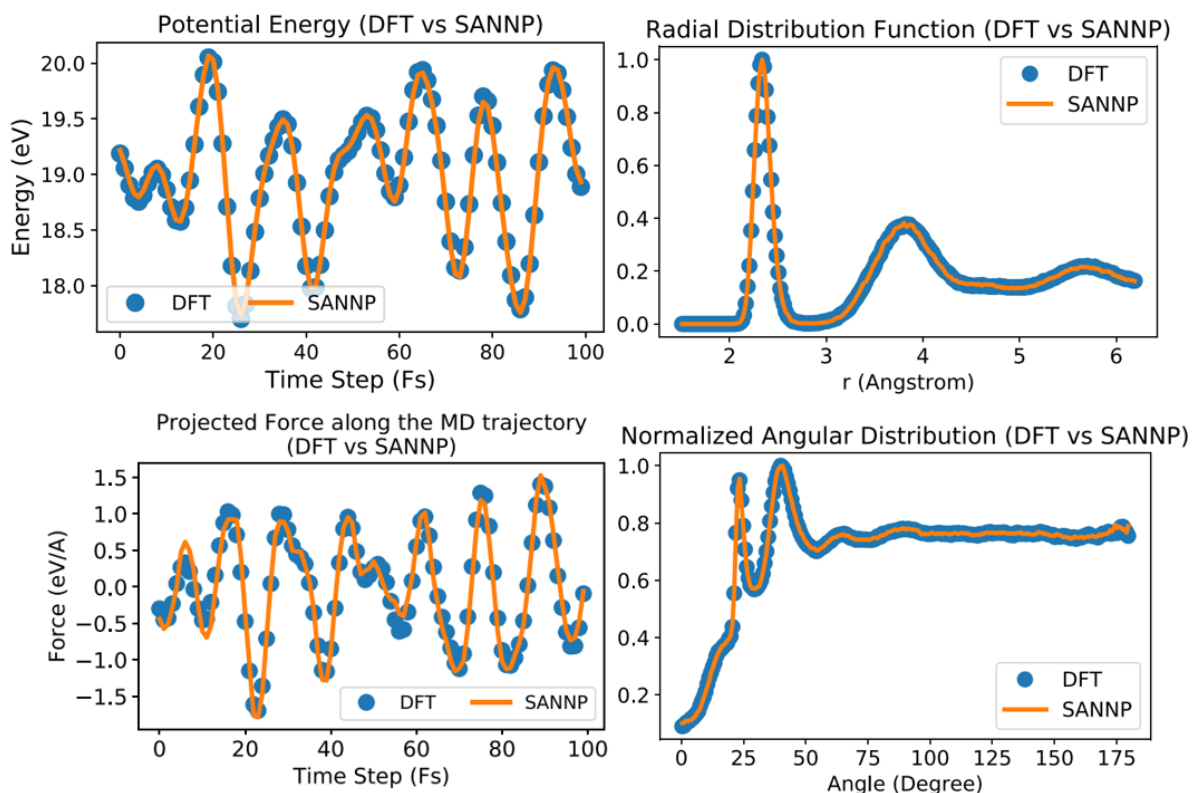 Potential Energy (DFT vs SANNP)
20.0
19.5
19.0
18.5
18.0
Energy (eV)
DFT
SANNP
0 20 40 60 80 100
Time Step (Fs)
Radial Distribution Function (DFT vs SANNP)
1.0
0.8
0.6
0.4
0.2
0.0
DFT
SANNP
2 3 4 5 6
r (Angstrom)
Projected Force along the MD trajectory
(DFT vs SANNP)
1.5
1.0
0.5
0.0
−0.5
−1.0
−1.5
Force (eV/A)
DFT
SANNP
0 20 40 60 80 100
Time Step (Fs)
Normalized Angular Distribution (DFT vs SANNP)
1.0
0.8
0.6
0.4
0.2
DFT
SANNP
0 25 50 75 100 125 150 175
Angle (Degree)